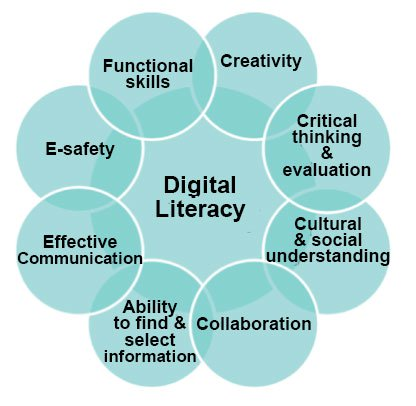 Functional
skills
Creativity
Critical
thinking
&
evaluation
Cultural
& social
understanding
Collaboration
Ability
to find &
select
information
Effective
Communication
E-safety
Digital
Literacy